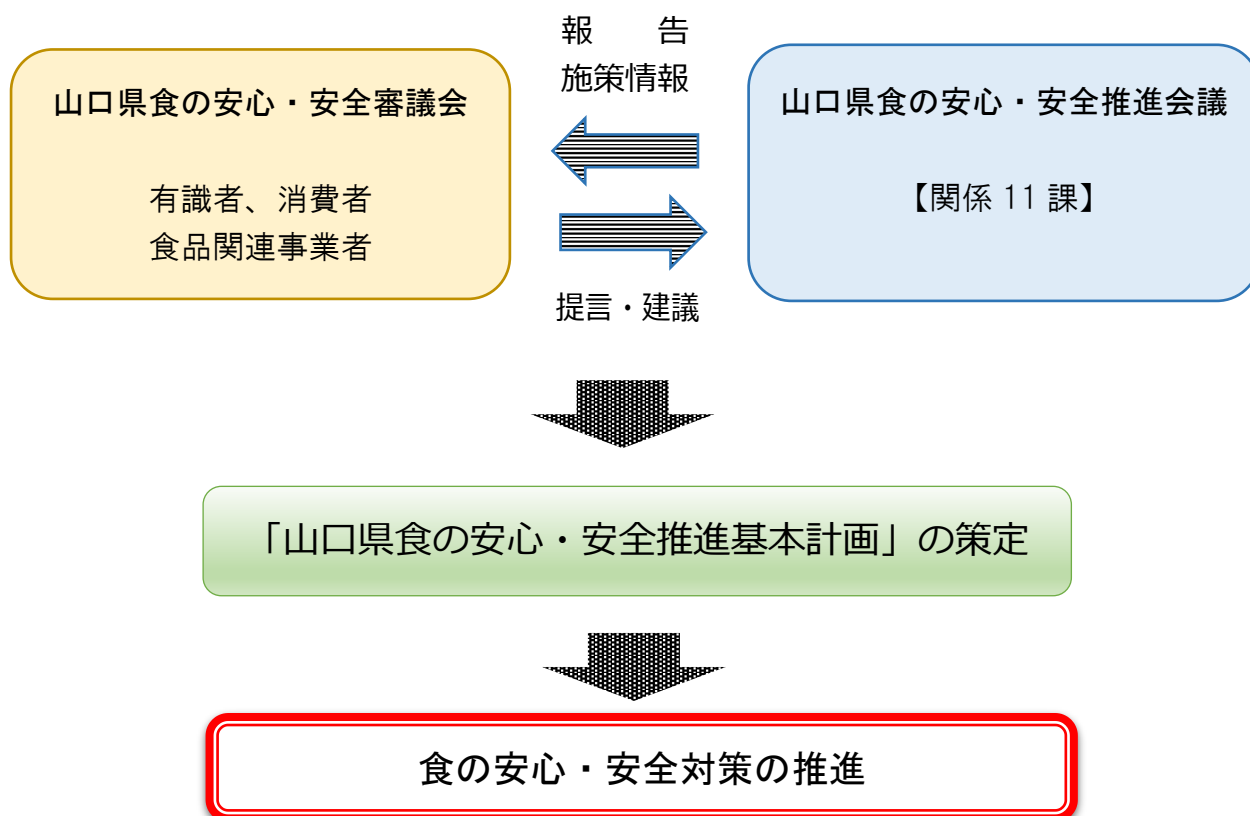 報　　告
施策情報
山口県食の安心・安全審議会
有識者、消費者
食品関連事業者
山口県食の安心・安全推進会議
【関係 11 課】
提言・建議
「山口県食の安心・安全推進基本計画」の策定
食の安心・安全対策の推進